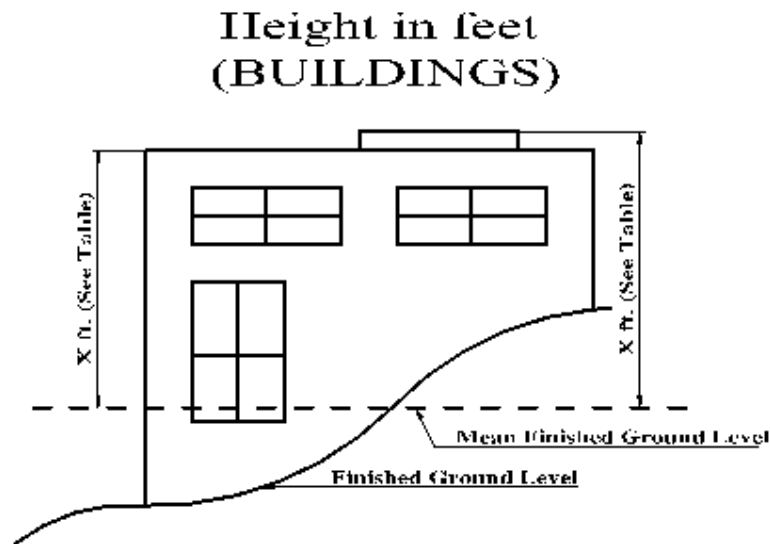 Height in feet
(BUILDINGS)
X ft. (See Table)
X ft. (See Table)
Mean Finished Ground Level
Finished Ground Level